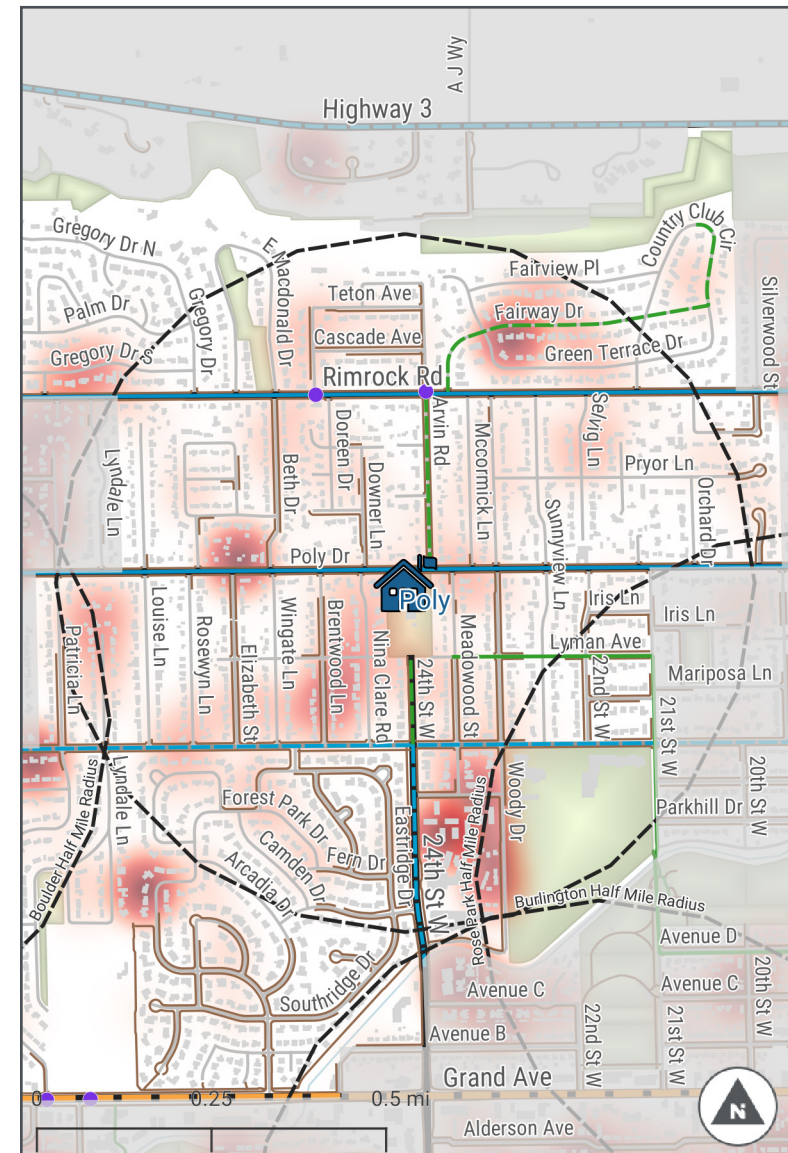 A J Wy
Highway 3
Gregory Dr N
E Macdonald Dr
Country Club Cir
Fairview Pl
Palm Dr
Gregory Dr
Teton Ave
Fairway Dr
Silverwood St
Cascade Ave
Gregory Dr S
Green Terrace Dr
Rimrock Rd
Arvin Rd
Selvig Ln
Doreen Dr
Mccormick Ln
Lyndale Ln
Beth Dr
Downer Ln
Pryor Ln
Orchard Dr
Sunnyview Ln
Poly Dr
Poly
Iris Ln
Iris Ln
Louise Ln
Rosewyn Ln
Wingate Ln
Brentwood Ln
Nina Clare Rd
Patricia Ln
Elizabeth St
24th St W
Meadowood St
Lyman Ave
22nd St W
Mariposa Ln
21st St W
20th St W
Lyndale Ln
Boulder Half Mile Radius
Forest Park Dr
Fern Dr
Camden Dr
Arcadia Dr
Eastridge Dr
24th St W
Rose Park Half Mile Radius
Woody Dr
Parkhill Dr
Burlington Half Mile Radius
Avenue D
Southridge Dr
Avenue C
Avenue C
20th St W
22nd St W
21st St W
Avenue B
Grand Ave
0
0.25
0.5 mi
Alderson Ave
N